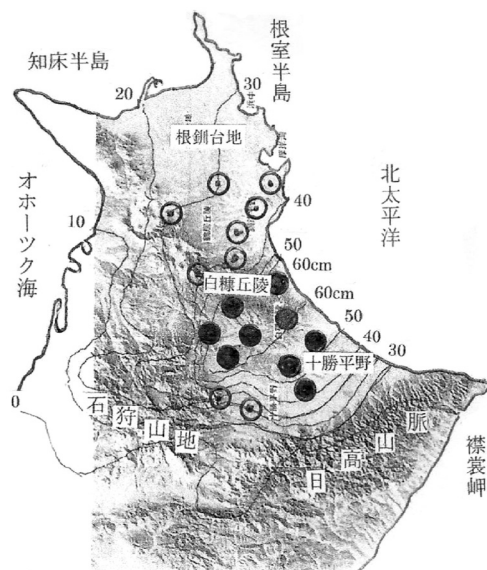 知床半島
根室半島
20
30
根釧台地
オホーツク海
北太平洋
10
40
50
60cm
白糠丘陵
60cm
50
40
30
十勝平野
0
石狩山地
日高山脈
襟裳岬